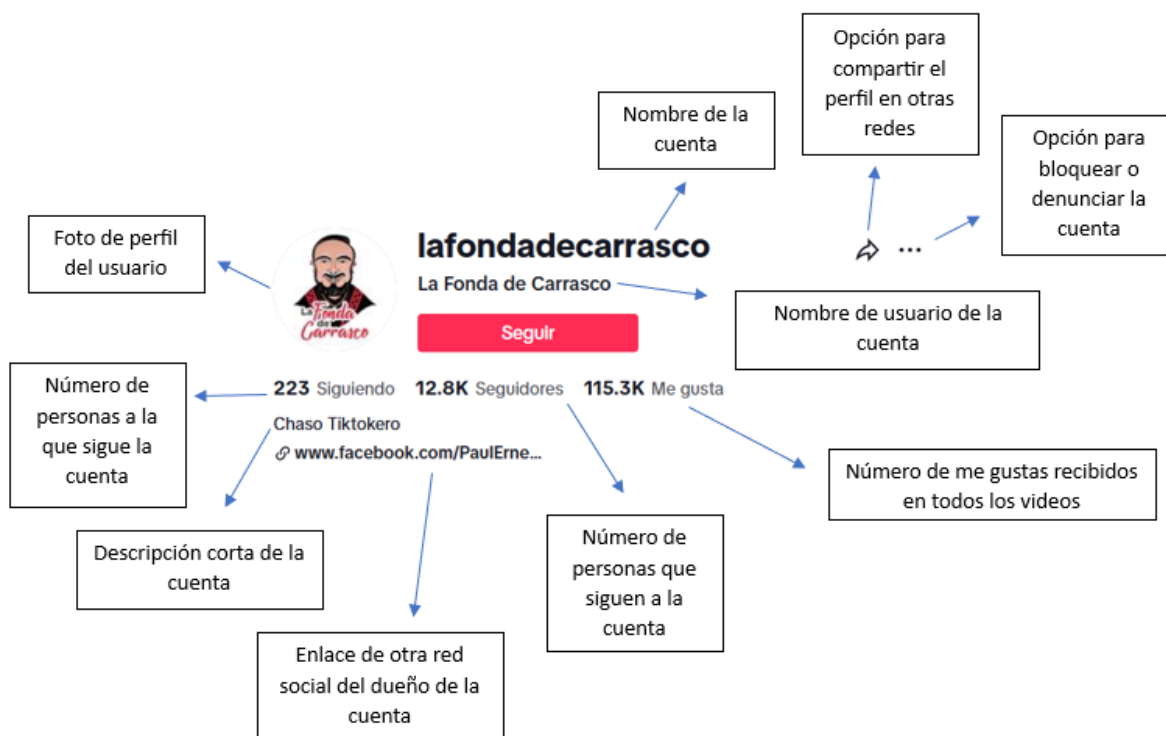 Opción para
compartir el
perfil en otras
redes
Nombre de la
cuenta
Opción para
bloquear o
denunciar la
cuenta
Foto de perfil
del usuario
lafondadecarrasco
La Fonda de Carrasco
La
Fonda
de
Carrasco
Seguir
Nombre de usuario de la
cuenta
Número de
personas a la
que sigue la
cuenta
223 Siguiendo 12.8K Seguidores 115.3K Me gusta
Chaso Tiktokero
www.facebook.com/PaulErne...
Número de me gustas recibidos
en todos los videos
Descripción corta de la
cuenta
Número de
personas que
siguen a la
cuenta
Enlace de otra red
social del dueño de la
cuenta